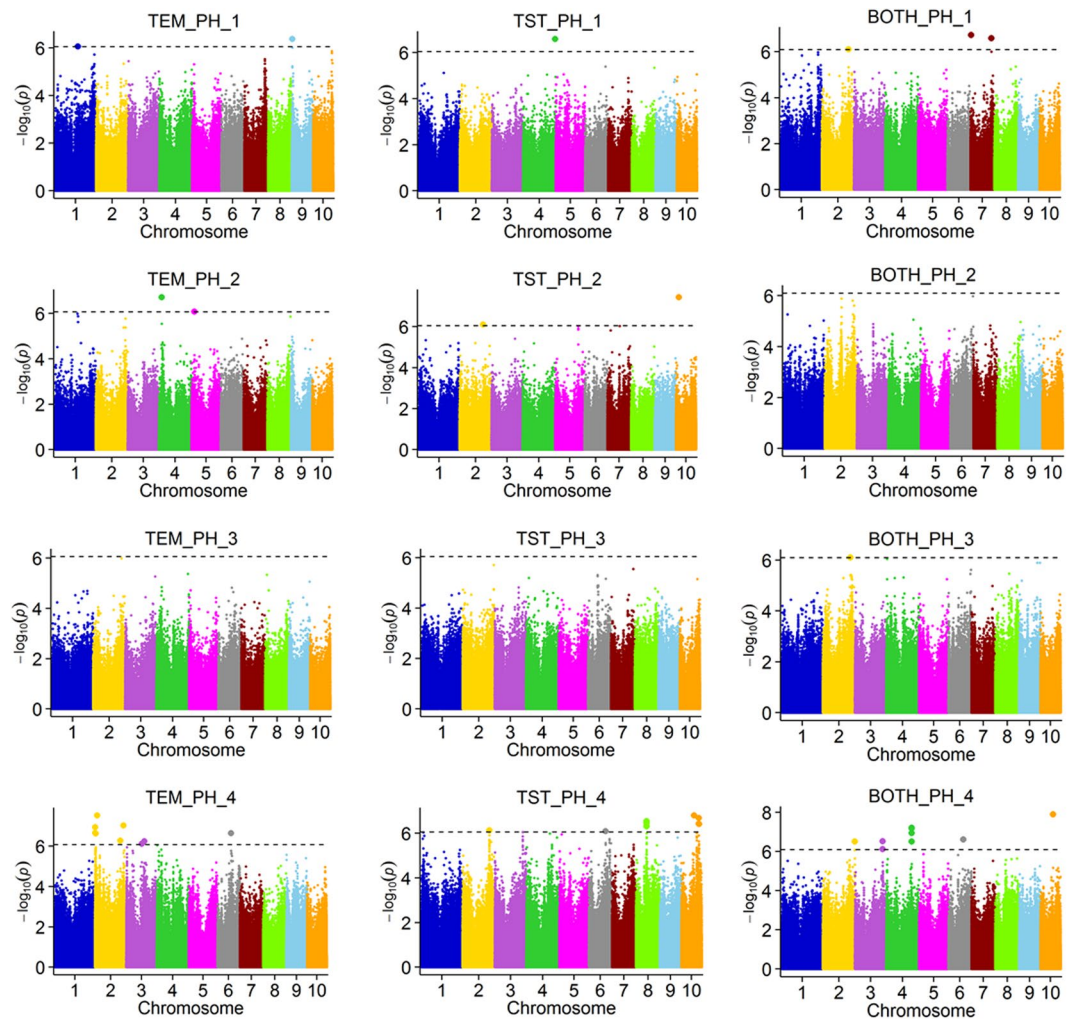 TEM_PH_1
−log10(p)
6
4
2
0
1 2 3 4 5 6 7 8 9 10
Chromosome
TST_PH_1
−log10(p)
6
4
2
0
1 2 3 4 5 6 7 8 9 10
Chromosome
BOTH_PH_1
−log10(p)
6
4
2
0
1 2 3 4 5 6 7 8 9 10
Chromosome
TEM_PH_2
−log10(p)
6
4
2
0
1 2 3 4 5 6 7 8 9 10
Chromosome
TST_PH_2
−log10(p)
6
4
2
0
1 2 3 4 5 6 7 8 9 10
Chromosome
BOTH_PH_2
−log10(p)
6
4
2
0
1 2 3 4 5 6 7 8 9 10
Chromosome
TEM_PH_3
−log10(p)
6
4
2
0
1 2 3 4 5 6 7 8 9 10
Chromosome
TST_PH_3
−log10(p)
6
4
2
0
1 2 3 4 5 6 7 8 9 10
Chromosome
BOTH_PH_3
−log10(p)
6
4
2
0
1 2 3 4 5 6 7 8 9 10
Chromosome
TEM_PH_4
−log10(p)
6
4
2
0
1 2 3 4 5 6 7 8 9 10
Chromosome
TST_PH_4
−log10(p)
6
4
2
0
1 2 3 4 5 6 7 8 9 10
Chromosome
BOTH_PH_4
−log10(p)
8
6
4
2
0
1 2 3 4 5 6 7 8 9 10
Chromosome